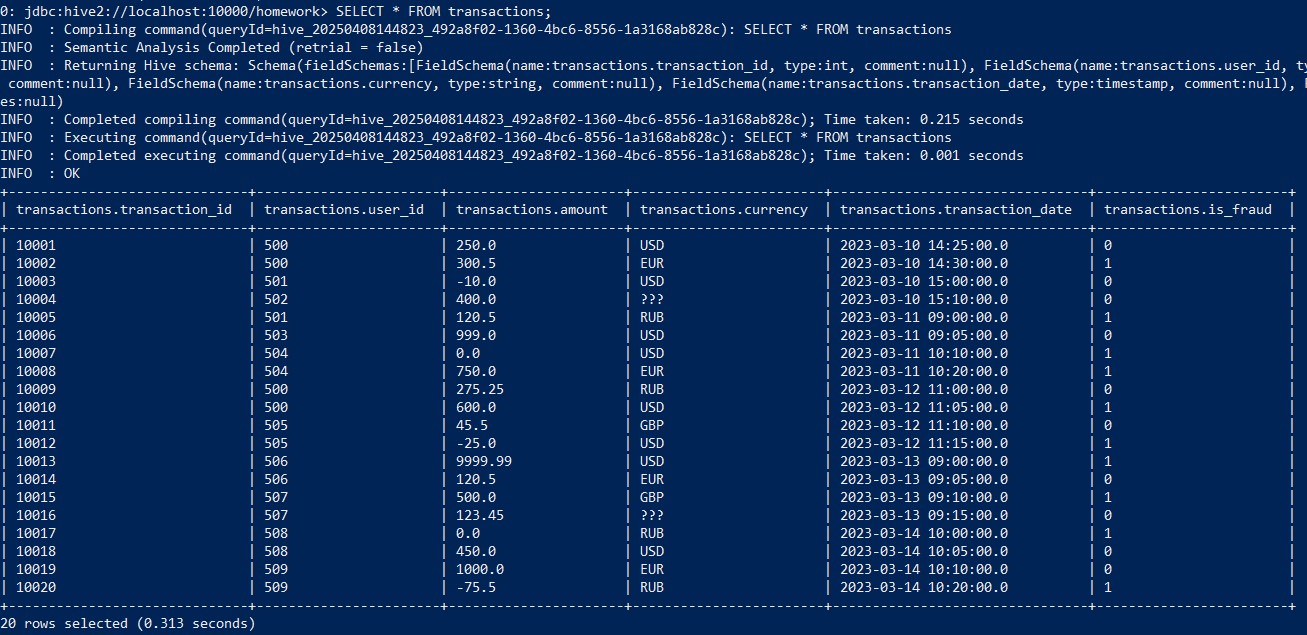 0: jdbc:hive2://localhost:10000/homework> SELECT * FROM transactions;
INFO  : Compiling command(queryId=hive_20250408144823_492a8f02-1360-4bc6-8556-1a3168ab828c): SELECT * FROM transactions
INFO  : Semantic Analysis Completed (retrial = false)
INFO  : Returning Hive schema: Schema(fieldSchemas:[FieldSchema(name:transactions.transaction_id, type:int, comment:null), FieldSchema(name:transactions.user_id, ty
 comment:null), FieldSchema(name:transactions.currency, type:string, comment:null), FieldSchema(name:transactions.transaction_date, type:timestamp, comment:null),
es:null)
INFO  : Completed compiling command(queryId=hive_20250408144823_492a8f02-1360-4bc6-8556-1a3168ab828c); Time taken: 0.215 seconds
INFO  : Executing command(queryId=hive_20250408144823_492a8f02-1360-4bc6-8556-1a3168ab828c): SELECT * FROM transactions
INFO  : Completed executing command(queryId=hive_20250408144823_492a8f02-1360-4bc6-8556-1a3168ab828c); Time taken: 0.001 seconds
INFO  : OK
| transactions.transaction_id | transactions.user_id | transactions.amount | transactions.currency | transactions.transaction_date | transactions.is_fraud |
| 10001 | 500 | 250.0 | USD | 2023-03-10 14:25:00.0 | 0 |
| 10002 | 500 | 300.5 | EUR | 2023-03-10 14:30:00.0 | 1 |
| 10003 | 501 | -10.0 | USD | 2023-03-10 15:00:00.0 | 0 |
| 10004 | 502 | 400.0 | ??? | 2023-03-10 15:10:00.0 | 0 |
| 10005 | 501 | 120.5 | RUB | 2023-03-11 09:00:00.0 | 1 |
| 10006 | 503 | 999.0 | USD | 2023-03-11 09:05:00.0 | 0 |
| 10007 | 504 | 0.0 | USD | 2023-03-11 10:10:00.0 | 1 |
| 10008 | 504 | 750.0 | EUR | 2023-03-11 10:20:00.0 | 1 |
| 10009 | 500 | 275.25 | RUB | 2023-03-12 11:00:00.0 | 0 |
| 10010 | 500 | 600.0 | USD | 2023-03-12 11:05:00.0 | 1 |
| 10011 | 505 | 45.5 | GBP | 2023-03-12 11:10:00.0 | 0 |
| 10012 | 505 | -25.0 | USD | 2023-03-12 11:15:00.0 | 1 |
| 10013 | 506 | 9999.99 | USD | 2023-03-13 09:00:00.0 | 1 |
| 10014 | 506 | 120.5 | EUR | 2023-03-13 09:05:00.0 | 0 |
| 10015 | 507 | 500.0 | GBP | 2023-03-13 09:10:00.0 | 1 |
| 10016 | 507 | 123.45 | ??? | 2023-03-13 09:15:00.0 | 0 |
| 10017 | 508 | 0.0 | RUB | 2023-03-14 10:00:00.0 | 1 |
| 10018 | 508 | 450.0 | USD | 2023-03-14 10:05:00.0 | 0 |
| 10019 | 509 | 1000.0 | EUR | 2023-03-14 10:10:00.0 | 0 |
| 10020 | 509 | -75.5 | RUB | 2023-03-14 10:20:00.0 | 1 |
20 rows selected (0.313 seconds)